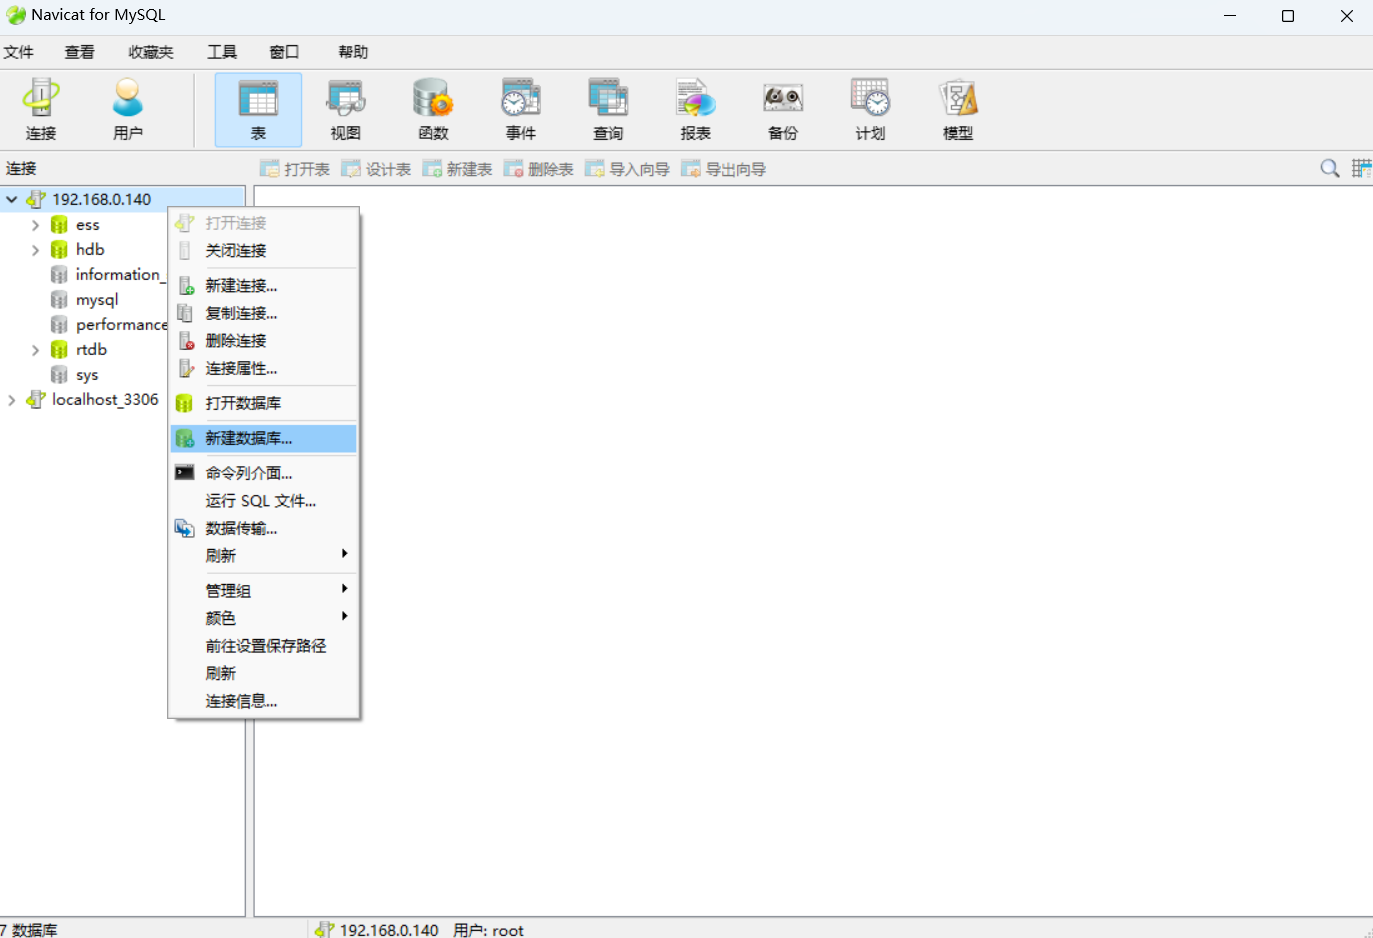 Navicat for MySQL
文件 查看 收藏夹 工具 窗口 帮助
连接 用户 表 视图 函数 事件 查询 报表 备份 计划 模型
连接 打开表 设计表 新建表 删除表 导入向导 导出向导
192.168.0.140
ess
hdb
information_
mysql
performance
rtdb
sys
localhost_3306
打开连接
关闭连接
新建连接...
复制连接...
删除连接
连接属性...
打开数据库
新建数据库...
命令列介面...
运行 SQL 文件...
数据传输...
刷新
管理组
颜色
前往设置保存路径
刷新
连接信息...
7 数据库 192.168.0.140 用户: root